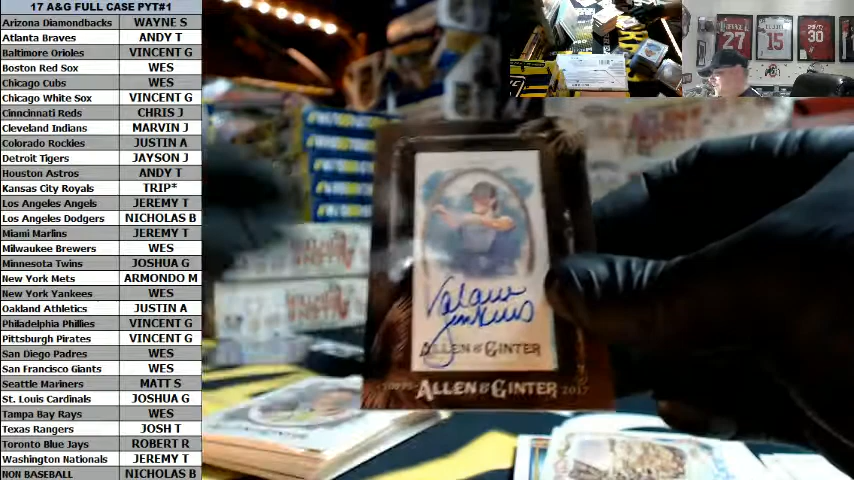 17 A&G FULL CASE PYT#1
Arizona Diamondbacks WAYNE S
Atlanta Braves ANDY T
Baltimore Orioles VINCENT G
Boston Red Sox WES
Chicago Cubs WES
Chicago White Sox VINCENT G
Cinncinnati Reds CHRIS J
Cleveland Indians MARVIN J
Colorado Rockies JUSTIN A
Detroit Tigers JAYSON J
Houston Astros ANDY T
Kansas City Royals TRIP*
Los Angeles Angels JEREMY T
Los Angeles Dodgers NICHOLAS B
Miami Marlins JEREMY T
Milwaukee Brewers WES
Minnesota Twins JOSHUA G
New York Mets ARMONDO M
New York Yankees WES
Oakland Athletics JUSTIN A
Philadelphia Phillies VINCENT G
Pittsburgh Pirates VINCENT G
San Diego Padres WES
San Francisco Giants WES
Seattle Mariners MATT S
St. Louis Cardinals JOSHUA G
Tampa Bay Rays WES
Texas Rangers JOSH T
Toronto Blue Jays ROBERT R
Washington Nationals JEREMY T
NON BASEBALL NICHOLAS B
27
15
30
Jenkins
ALLEN & GINTER
TOPPS ALLEN & GINTER 2017